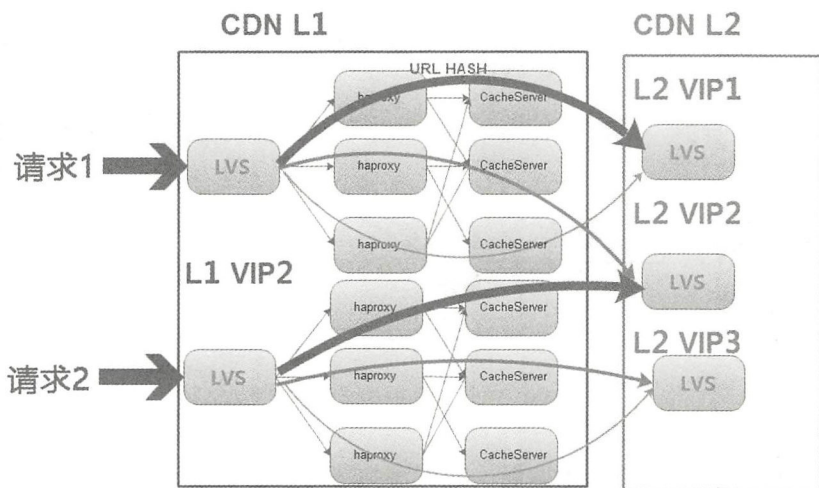 CDN L1
CDN L2
URL HASH
haproxy
CacheServer
L2 VIP1
请求1
LVS
haproxy
CacheServer
LVS
haproxy
CacheServer
L2 VIP2
L1 VIP2
haproxy
CacheServer
LVS
L2 VIP3
请求2
LVS
haproxy
CacheServer
LVS
haproxy
CacheServer